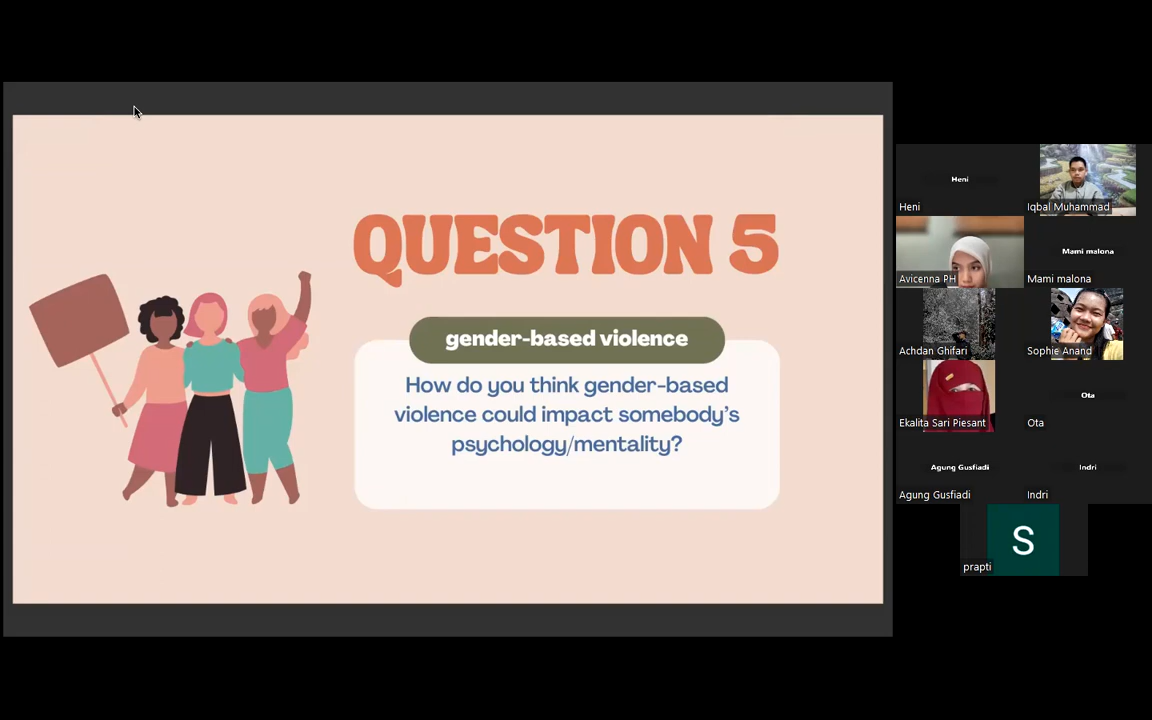 QUESTION 5
gender-based violence
How do you think gender-based
violence could impact somebody's
psychology/mentality?
Heni
Heni
Iqbal Muhammad
Avicenna PH
Mami malona
Mami malona
Achdan Ghifari
Sophie Anand
Ekalita Sari Piesant
Ota
Ota
Agung Gusfiadi
Agung Gusfiadi
Indri
Indri
S
prapti